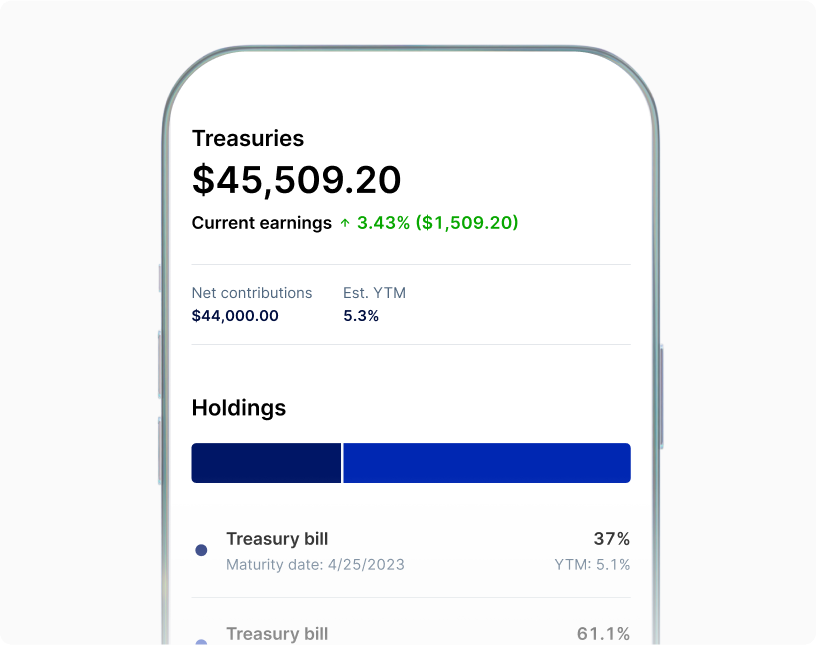 Treasuries
$45,509.20
Current earnings ↑ 3.43% ($1,509.20)
Net contributions Est. YTM
$44,000.00 5.3%
Holdings
Treasury bill 37%
Maturity date: 4/25/2023 YTM: 5.1%
Treasury bill 61.1%